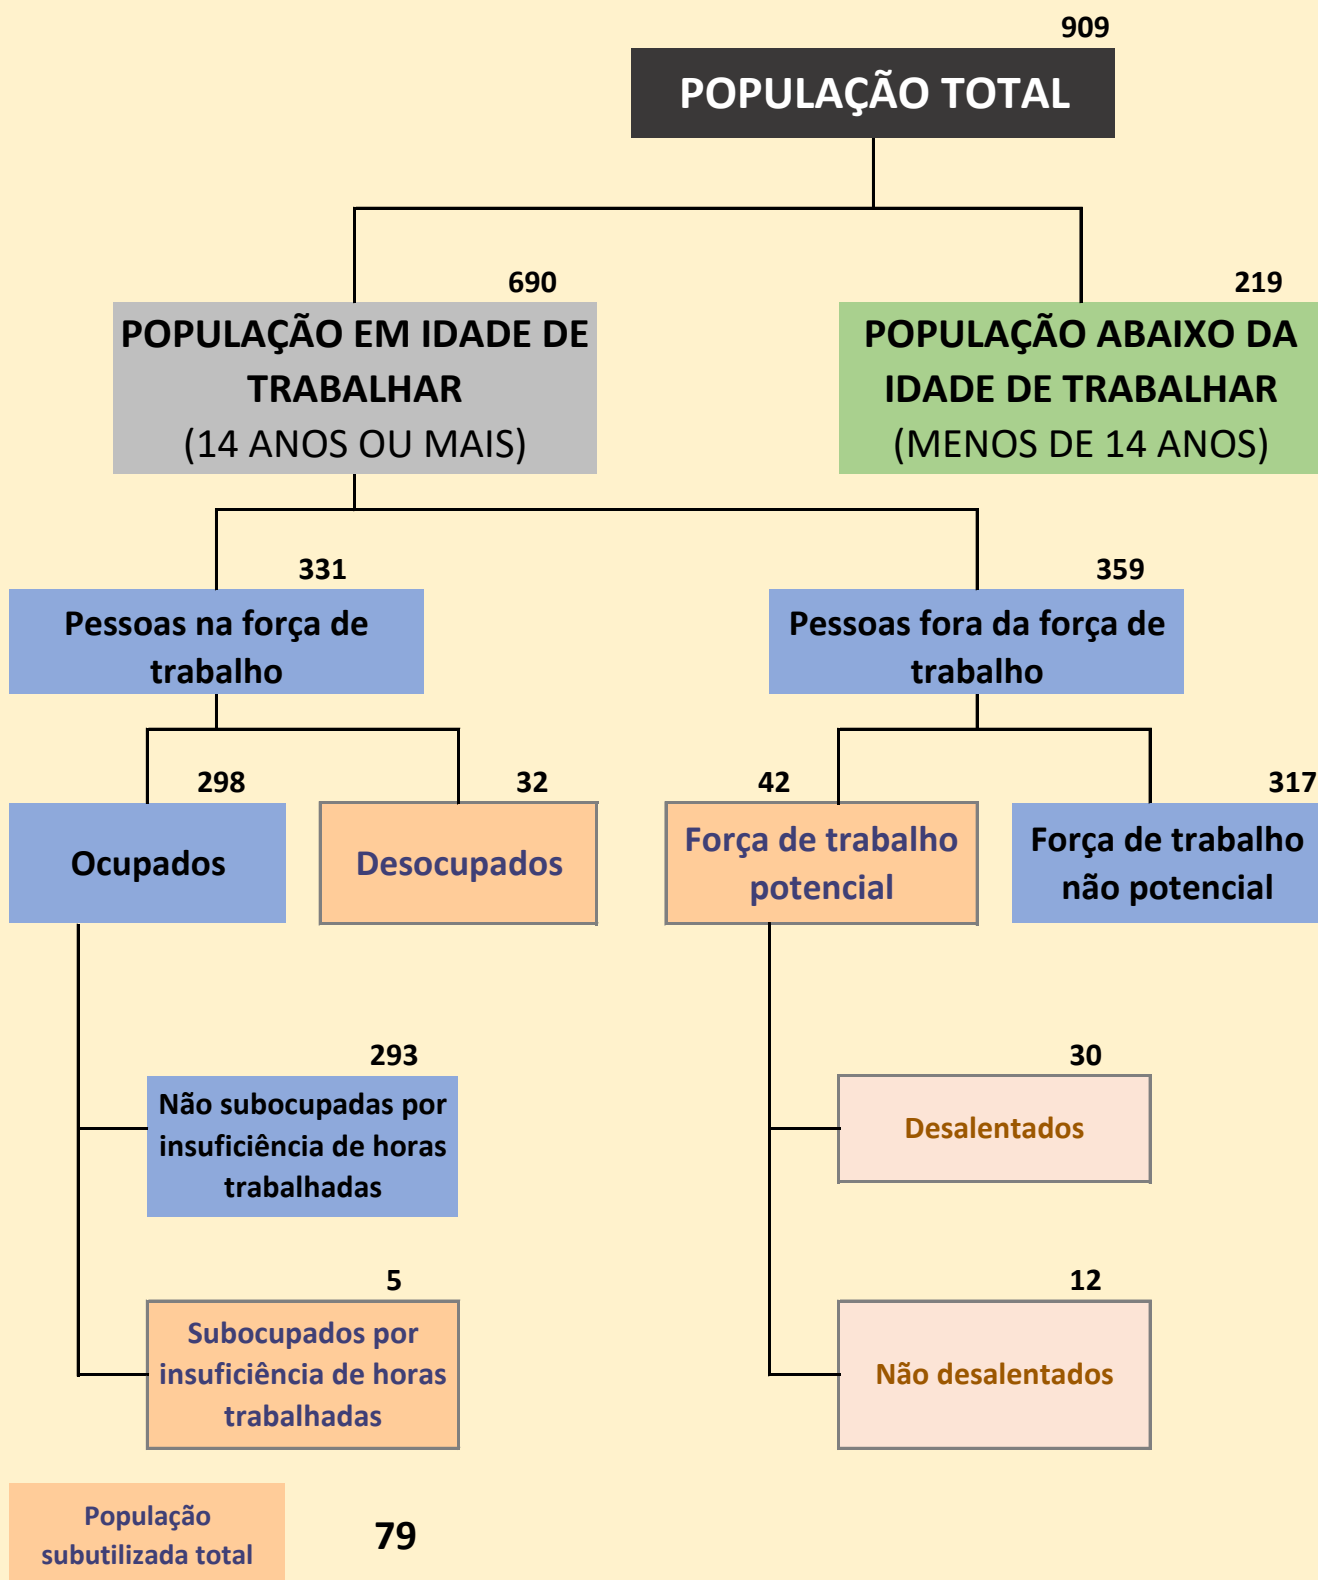 909
POPULAÇÃO TOTAL
690
POPULAÇÃO EM IDADE DE
TRABALHAR
(14 ANOS OU MAIS)
219
POPULAÇÃO ABAIXO DA
IDADE DE TRABALHAR
(MENOS DE 14 ANOS)
331
Pessoas na força de
trabalho
359
Pessoas fora da força de
trabalho
298
Ocupados
32
Desocupados
42
Força de trabalho
potencial
317
Força de trabalho
não potencial
293
Não subocupadas por
insuficiência de horas
trabalhadas
30
Desalentados
5
Subocupados por
insuficiência de horas
trabalhadas
12
Não desalentados
População
subutilizada total
79